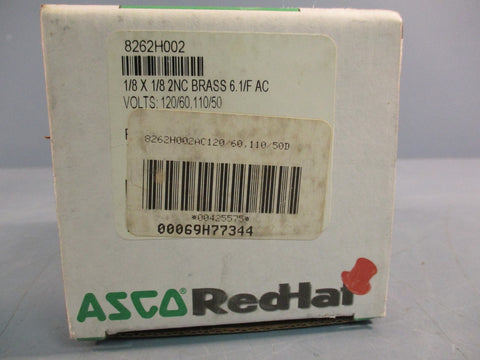 8262H002
1/8 X 1/8 2NC BRASS 6.1/F AC
VOLTS: 120/60,110/50
8262H002AC120/60,110/50D
*00425575*
00069H77344
ASCO® RedHat